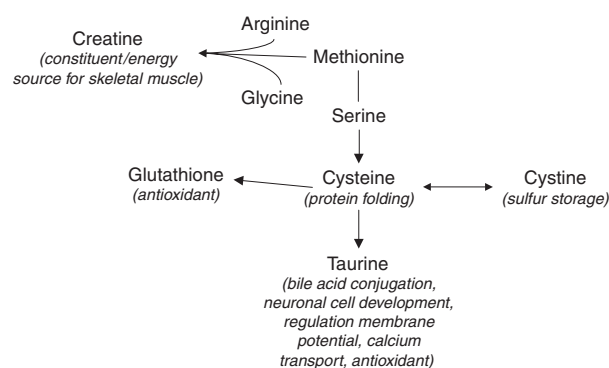 Arginine
Creatine
(constituent/energy
source for skeletal muscle)
Methionine
Glycine
Serine
Glutathione
(antioxidant)
Cysteine
(protein folding)
Cystine
(sulfur storage)
Taurine
(bile acid conjugation,
neuronal cell development,
regulation membrane
potential, calcium
transport, antioxidant)